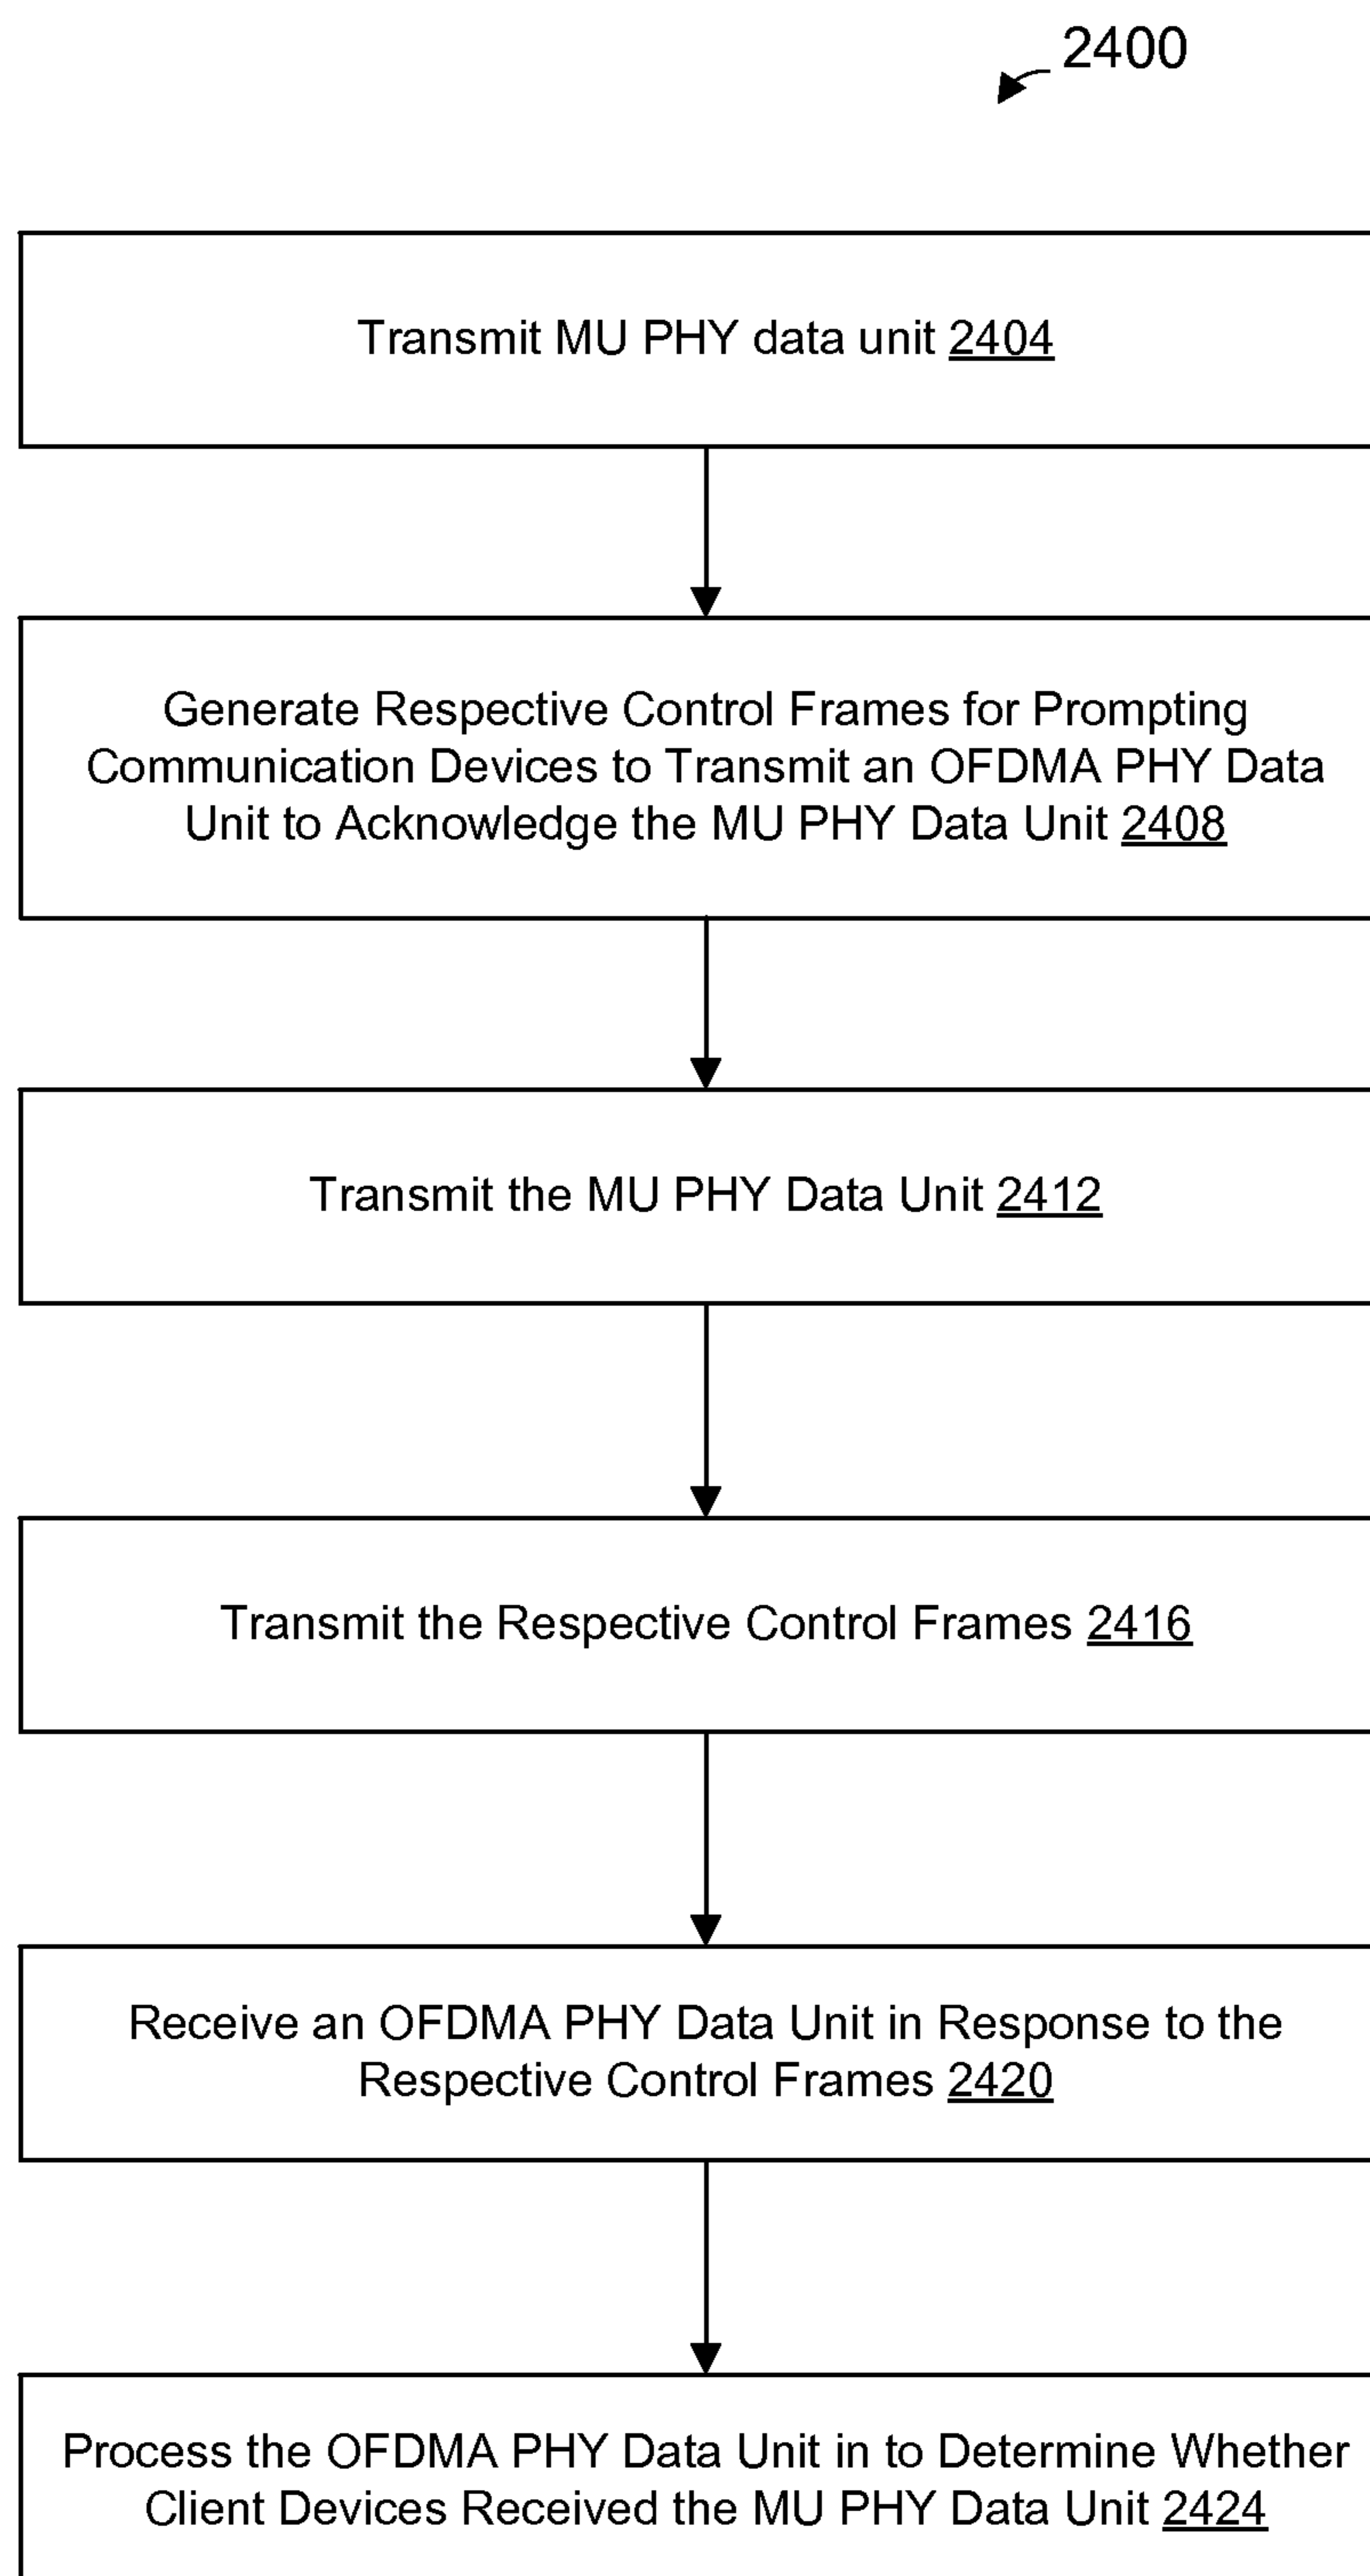 2400
Transmit MU PHY data unit 2404
Generate Respective Control Frames for Prompting
Communication Devices to Transmit an OFDMA PHY Data
Unit to Acknowledge the MU PHY Data Unit 2408
Transmit the MU PHY Data Unit 2412
Transmit the Respective Control Frames 2416
Receive an OFDMA PHY Data Unit in Response to the
Respective Control Frames 2420
Process the OFDMA PHY Data Unit in to Determine Whether
Client Devices Received the MU PHY Data Unit 2424